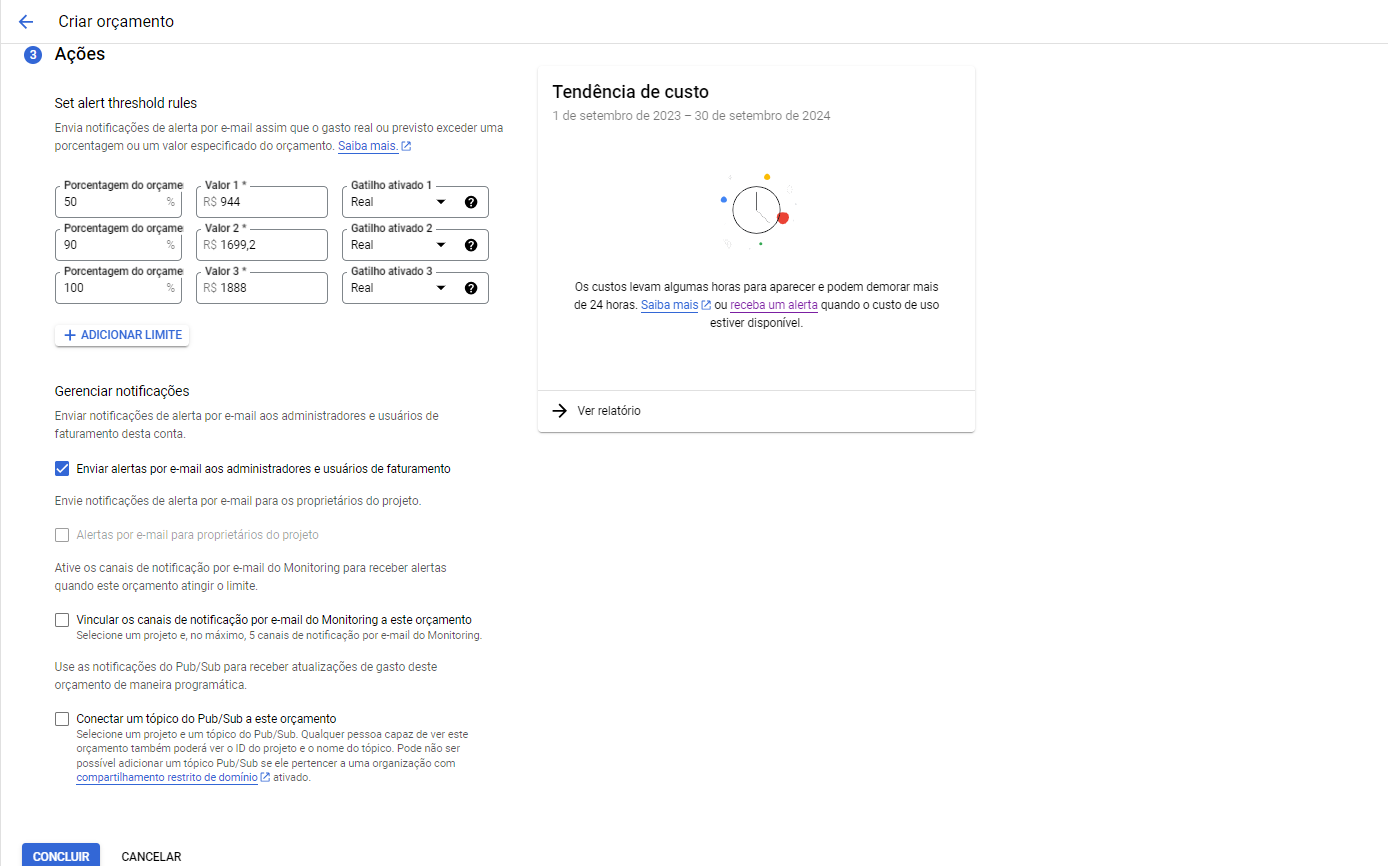 Criar orçamento
3 Ações
Set alert threshold rules
Envia notificações de alerta por e-mail assim que o gasto real ou previsto exceder uma
porcentagem ou um valor especificado do orçamento. Saiba mais.
Porcentagem do orçame Valor 1 * Gatilho ativado 1
50 % R$ 944 Real
Porcentagem do orçame Valor 2 * Gatilho ativado 2
90 % R$ 1699,2 Real
Porcentagem do orçame Valor 3 * Gatilho ativado 3
100 % R$ 1888 Real
ADICIONAR LIMITE
Gerenciar notificações
Enviar notificações de alerta por e-mail aos administradores e usuários de
faturamento desta conta.
Enviar alertas por e-mail aos administradores e usuários de faturamento
Envie notificações de alerta por e-mail para os proprietários do projeto.
Alertas por e-mail para proprietários do projeto
Ative os canais de notificação por e-mail do Monitoring para receber alertas
quando este orçamento atingir o limite.
Vincular os canais de notificação por e-mail do Monitoring a este orçamento
Selecione um projeto e, no máximo, 5 canais de notificação por e-mail do Monitoring.
Use as notificações do Pub/Sub para receber atualizações de gasto deste
orçamento de maneira programática.
Conectar um tópico do Pub/Sub a este orçamento
Selecione um projeto e um tópico do Pub/Sub. Qualquer pessoa capaz de ver este
orçamento também poderá ver o ID do projeto e o nome do tópico. Pode não ser
possível adicionar um tópico Pub/Sub se ele pertencer a uma organização com
compartilhamento restrito de domínio ativado.
CONCLUIR CANCELAR
Tendência de custo
1 de setembro de 2023 – 30 de setembro de 2024
Os custos levam algumas horas para aparecer e podem demorar mais
de 24 horas. Saiba mais ou receba um alerta quando o custo de uso
estiver disponível.
Ver relatório